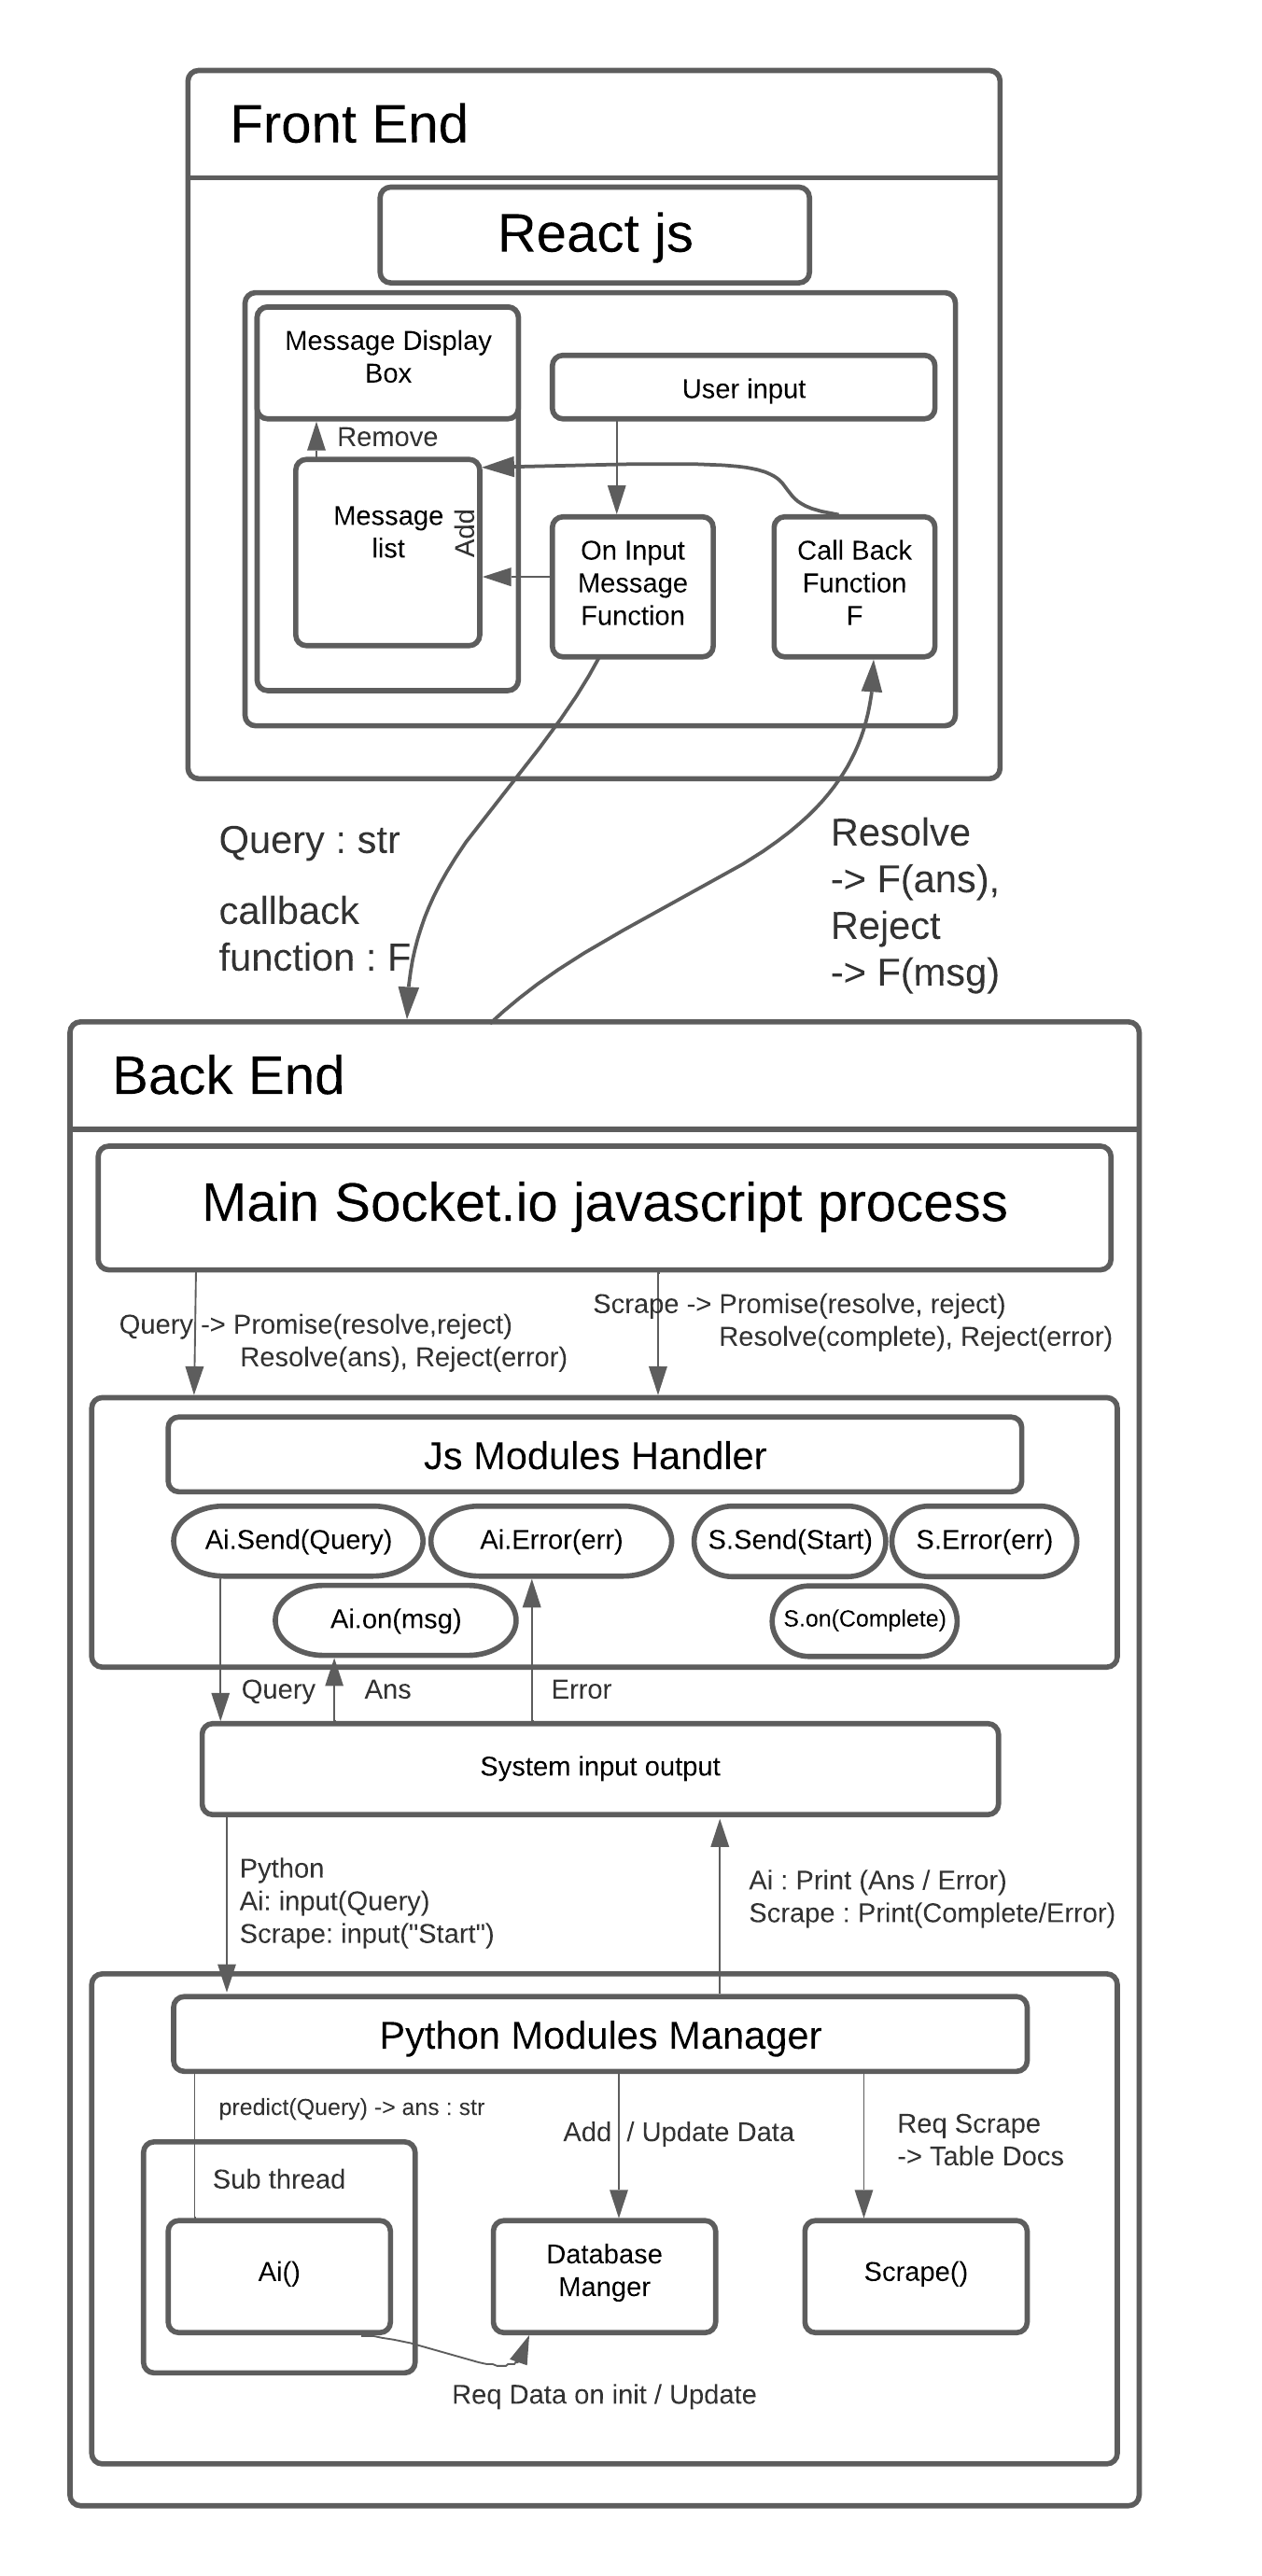 Front End
React js
Message Display
Box
User input
Remove
Message
list
Add
On Input
Message
Function
Call Back
Function
F
Query : str
callback
function : F
Resolve
-> F(ans),
Reject
-> F(msg)
Back End
Main Socket.io javascript process
Query -> Promise(resolve,reject)
Resolve(ans), Reject(error)
Scrape -> Promise(resolve, reject)
Resolve(complete), Reject(error)
Js Modules Handler
Ai.Send(Query)
Ai.Error(err)
S.Send(Start)
S.Error(err)
Ai.on(msg)
S.on(Complete)
Query
Ans
Error
System input output
Python
Ai: input(Query)
Scrape: input("Start")
Ai : Print (Ans / Error)
Scrape : Print(Complete/Error)
Python Modules Manager
predict(Query) -> ans : str
Add / Update Data
Req Scrape
-> Table Docs
Sub thread
Ai()
Database
Manger
Scrape()
Req Data on init / Update